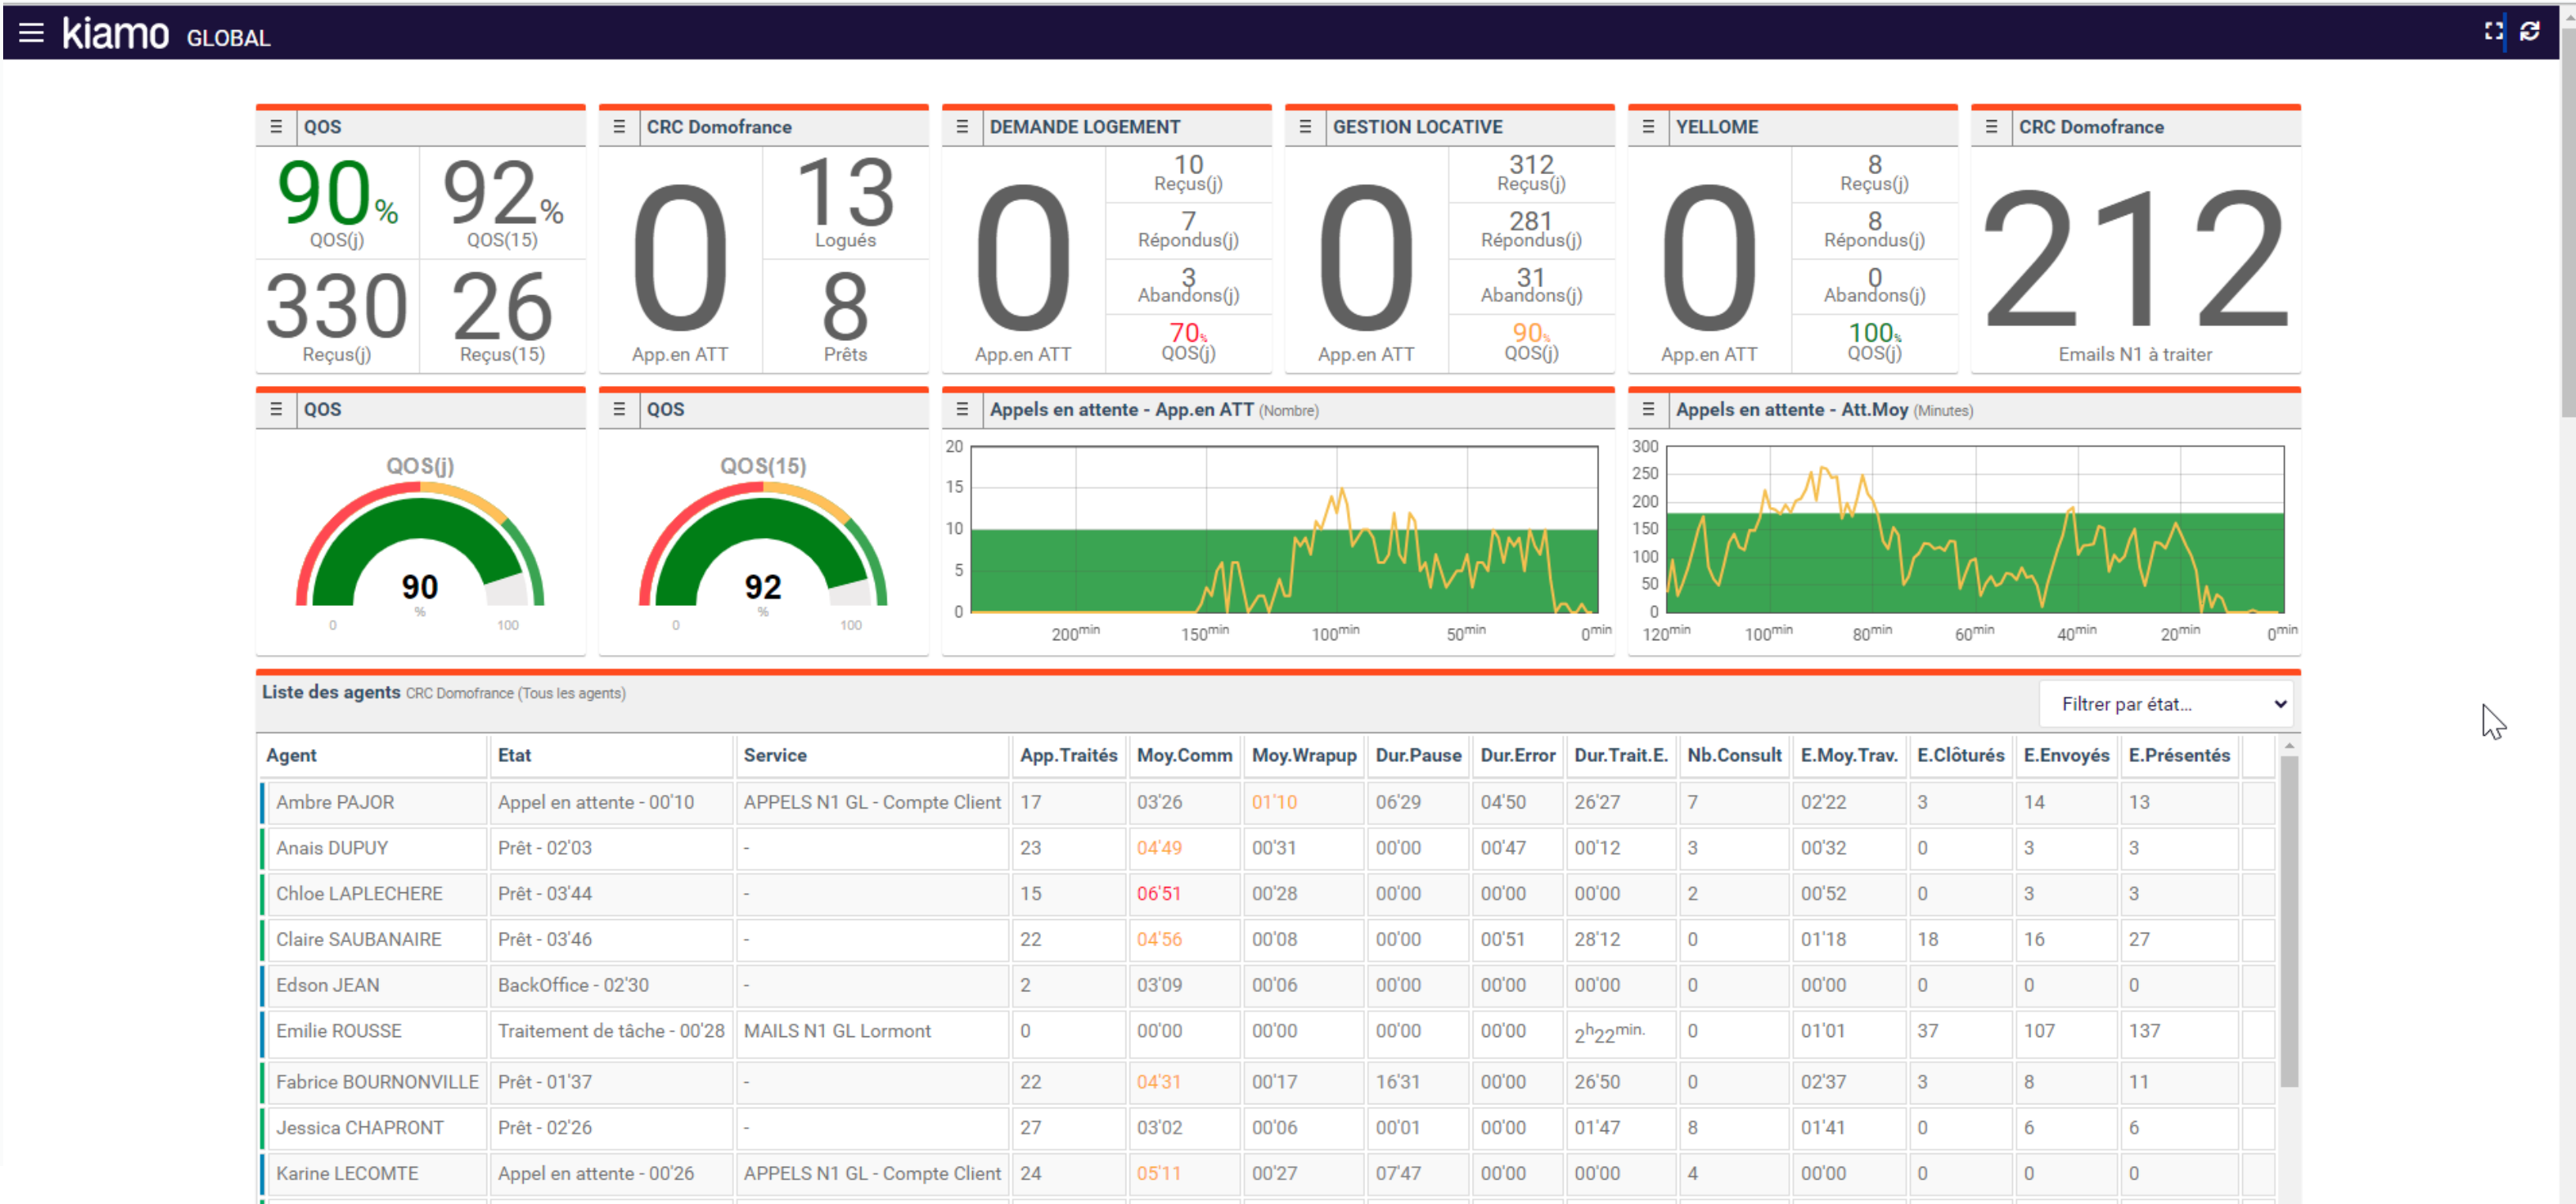 kiamo GLOBAL
QOS
90%
QOS(j)
92%
QOS(15)
330
Reçus(j)
26
Reçus(15)
CRC Domofrance
0
App.en ATT
13
Logués
8
Prêts
DEMANDE LOGEMENT
0
App.en ATT
10
Reçus(j)
7
Répondus(j)
3
Abandons(j)
70%
QOS(j)
GESTION LOCATIVE
0
App.en ATT
312
Reçus(j)
281
Répondus(j)
31
Abandons(j)
90%
QOS(j)
YELLOME
0
App.en ATT
8
Reçus(j)
8
Répondus(j)
0
Abandons(j)
100%
QOS(j)
CRC Domofrance
212
Emails N1 à traiter
QOS
QOS(j)
90
%
0 100
QOS
QOS(15)
92
%
0 100
Appels en attente - App.en ATT (Nombre)
20
15
10
5
0
200min 150min 100min 50min 0min
Appels en attente - Att.Moy (Minutes)
300
250
200
150
100
50
0
120min 100min 80min 60min 40min 20min 0min
Liste des agents CRC Domofrance (Tous les agents)
Filtrer par état...
Agent Etat Service App.Traités Moy.Comm Moy.Wrapup Dur.Pause Dur.Error Dur.Trait.E. Nb.Consult E.Moy.Trav. E.Clôturés E.Envoyés E.Présentés
Ambre PAJOR Appel en attente - 00'10 APPELS N1 GL - Compte Client 17 03'26 01'10 06'29 04'50 26'27 7 02'22 3 14 13
Anais DUPUY Prêt - 02'03 - 23 04'49 00'31 00'00 00'47 00'12 3 00'32 0 3 3
Chloe LAPLECHERE Prêt - 03'44 - 15 06'51 00'28 00'00 00'00 00'00 2 00'52 0 3 3
Claire SAUBANAIRE Prêt - 03'46 - 22 04'56 00'08 00'00 00'51 28'12 0 01'18 18 16 27
Edson JEAN BackOffice - 02'30 - 2 03'09 00'06 00'00 00'00 00'00 0 00'00 0 0 0
Emilie ROUSSE Traitement de tâche - 00'28 MAILS N1 GL Lormont 0 00'00 00'00 00'00 00'00 2h22min. 0 01'01 37 107 137
Fabrice BOURNONVILLE Prêt - 01'37 - 22 04'31 00'17 16'31 00'00 26'50 0 02'37 3 8 11
Jessica CHAPRONT Prêt - 02'26 - 27 03'02 00'06 00'01 00'00 01'47 8 01'41 0 6 6
Karine LECOMTE Appel en attente - 00'26 APPELS N1 GL - Compte Client 24 05'11 00'27 07'47 00'00 00'00 4 00'00 0 0 0